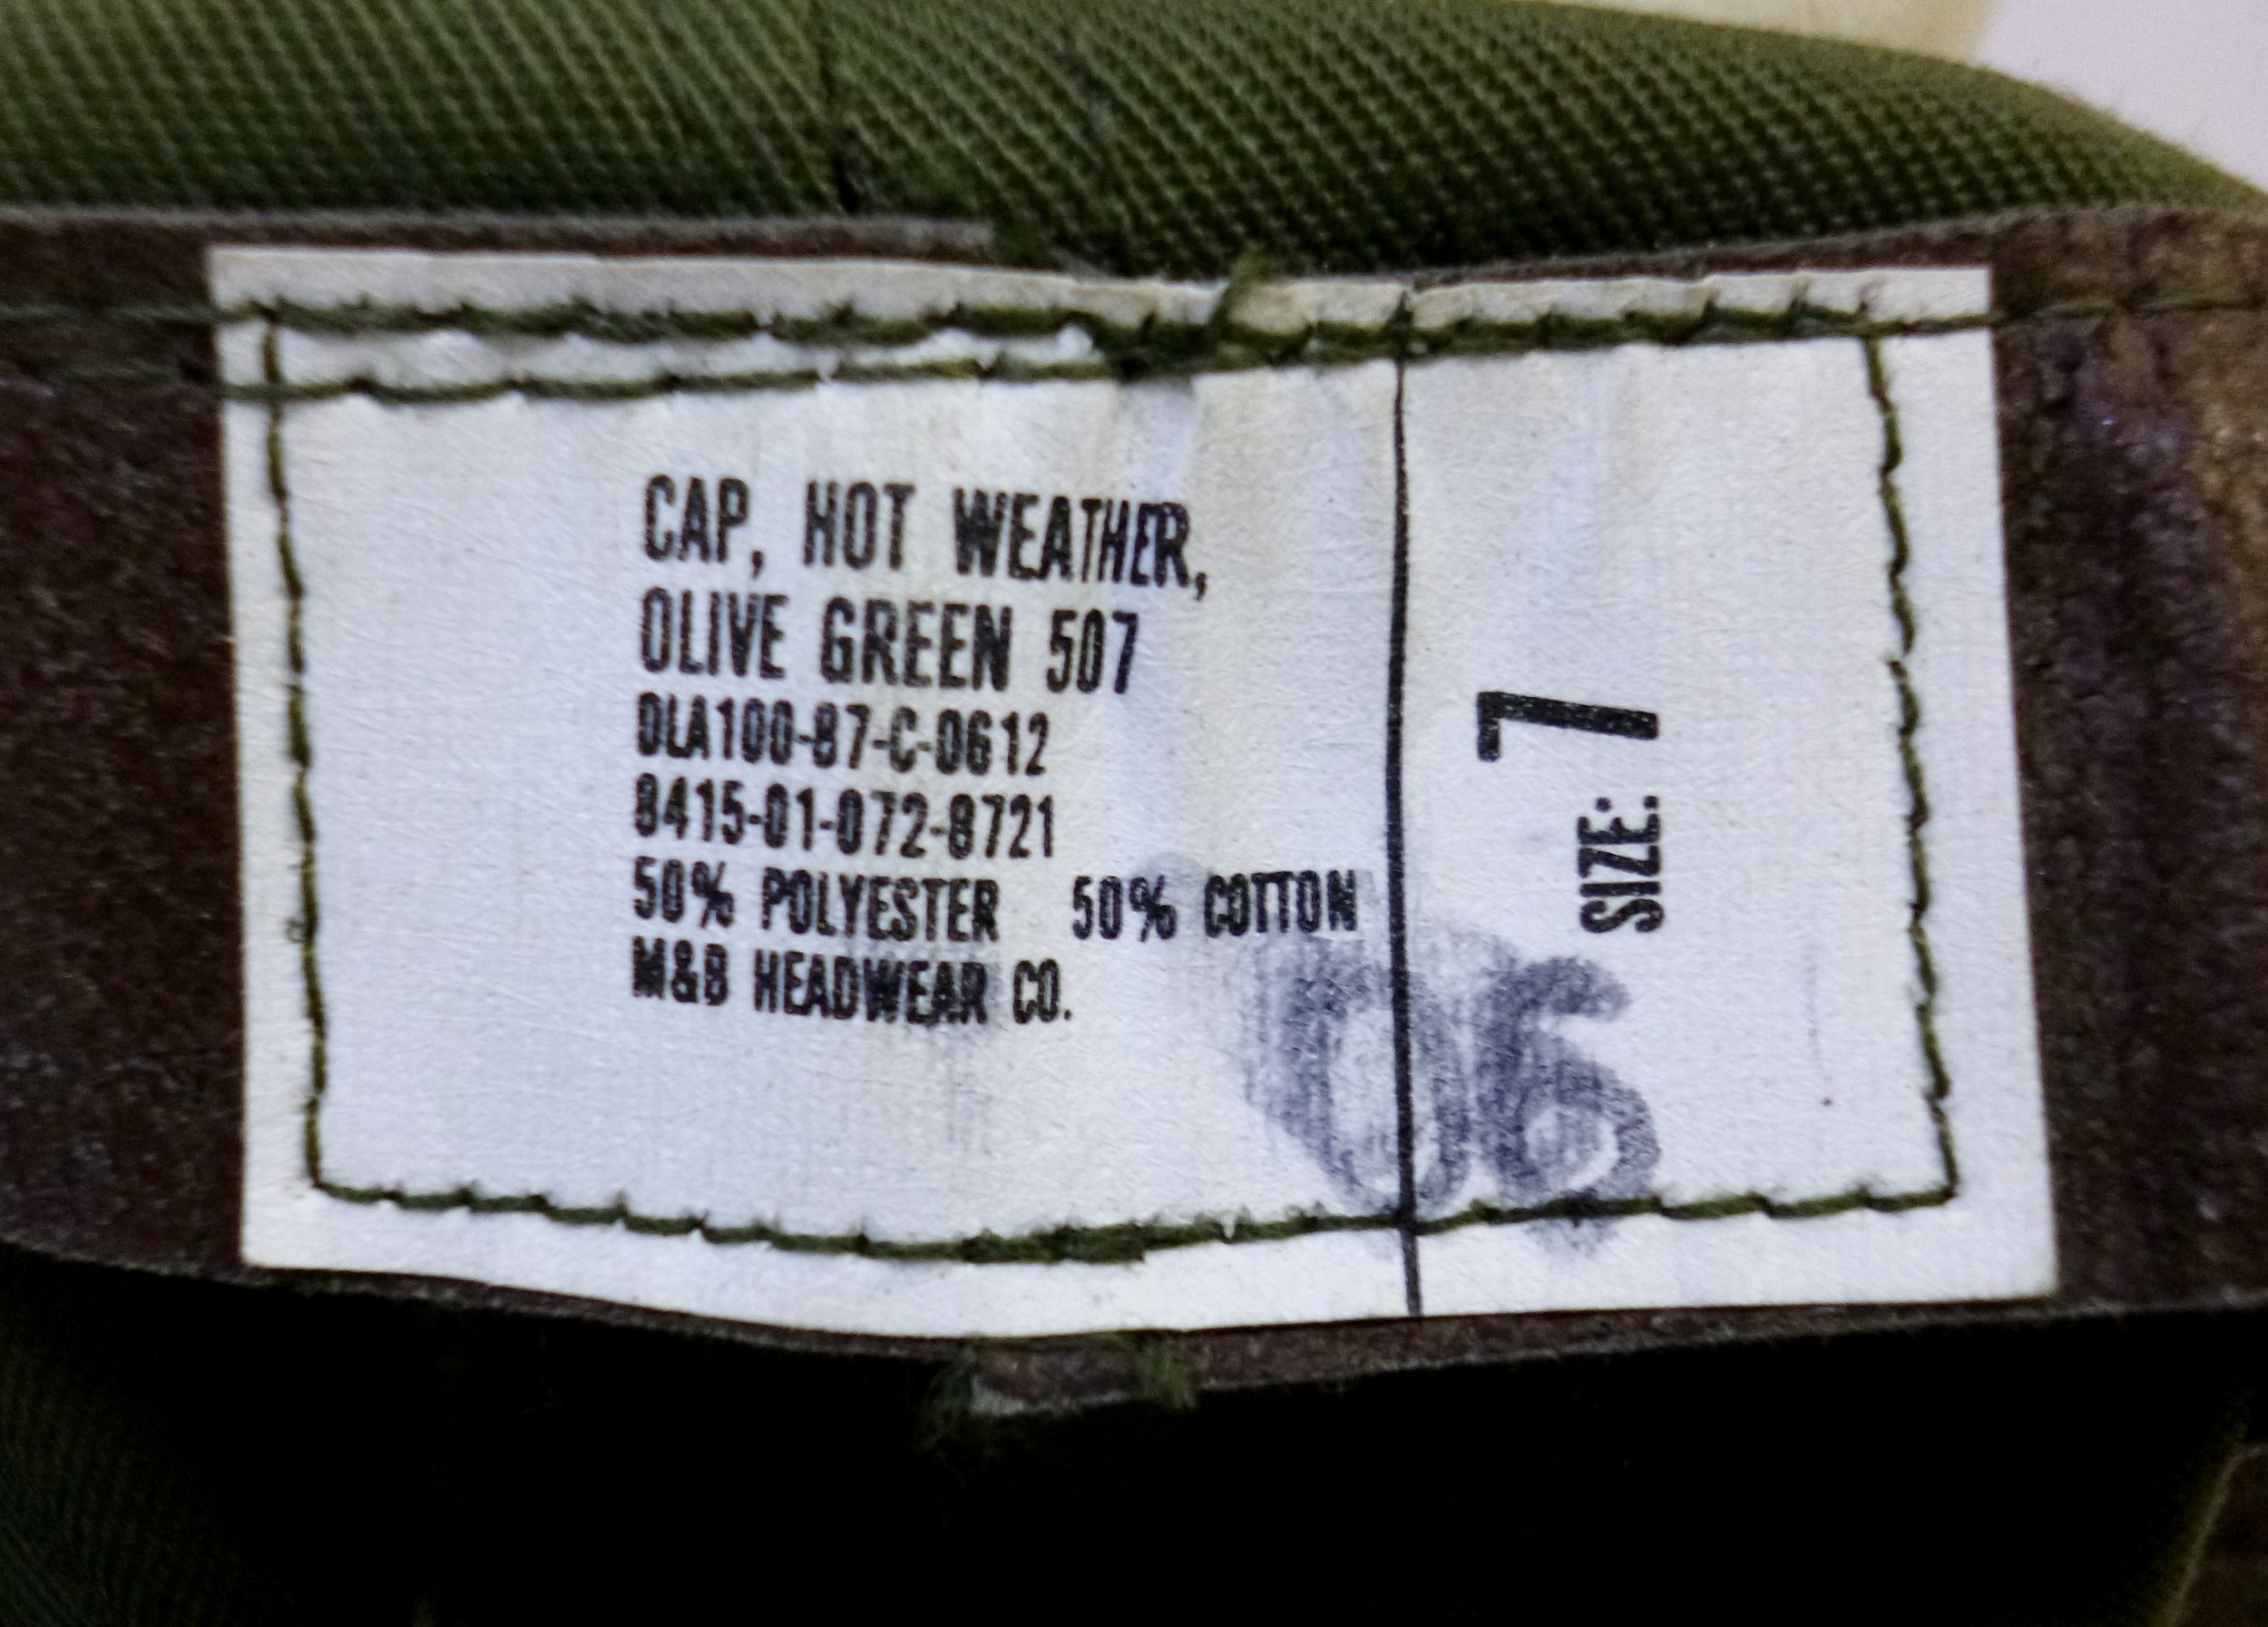 CAP, HOT WEATHER,
OLIVE GREEN 507
DLA100-87-C-0612
8415-01-072-8721
50% POLYESTER 50% COTTON
M&B HEADWEAR CO.
SIZE: 7
06